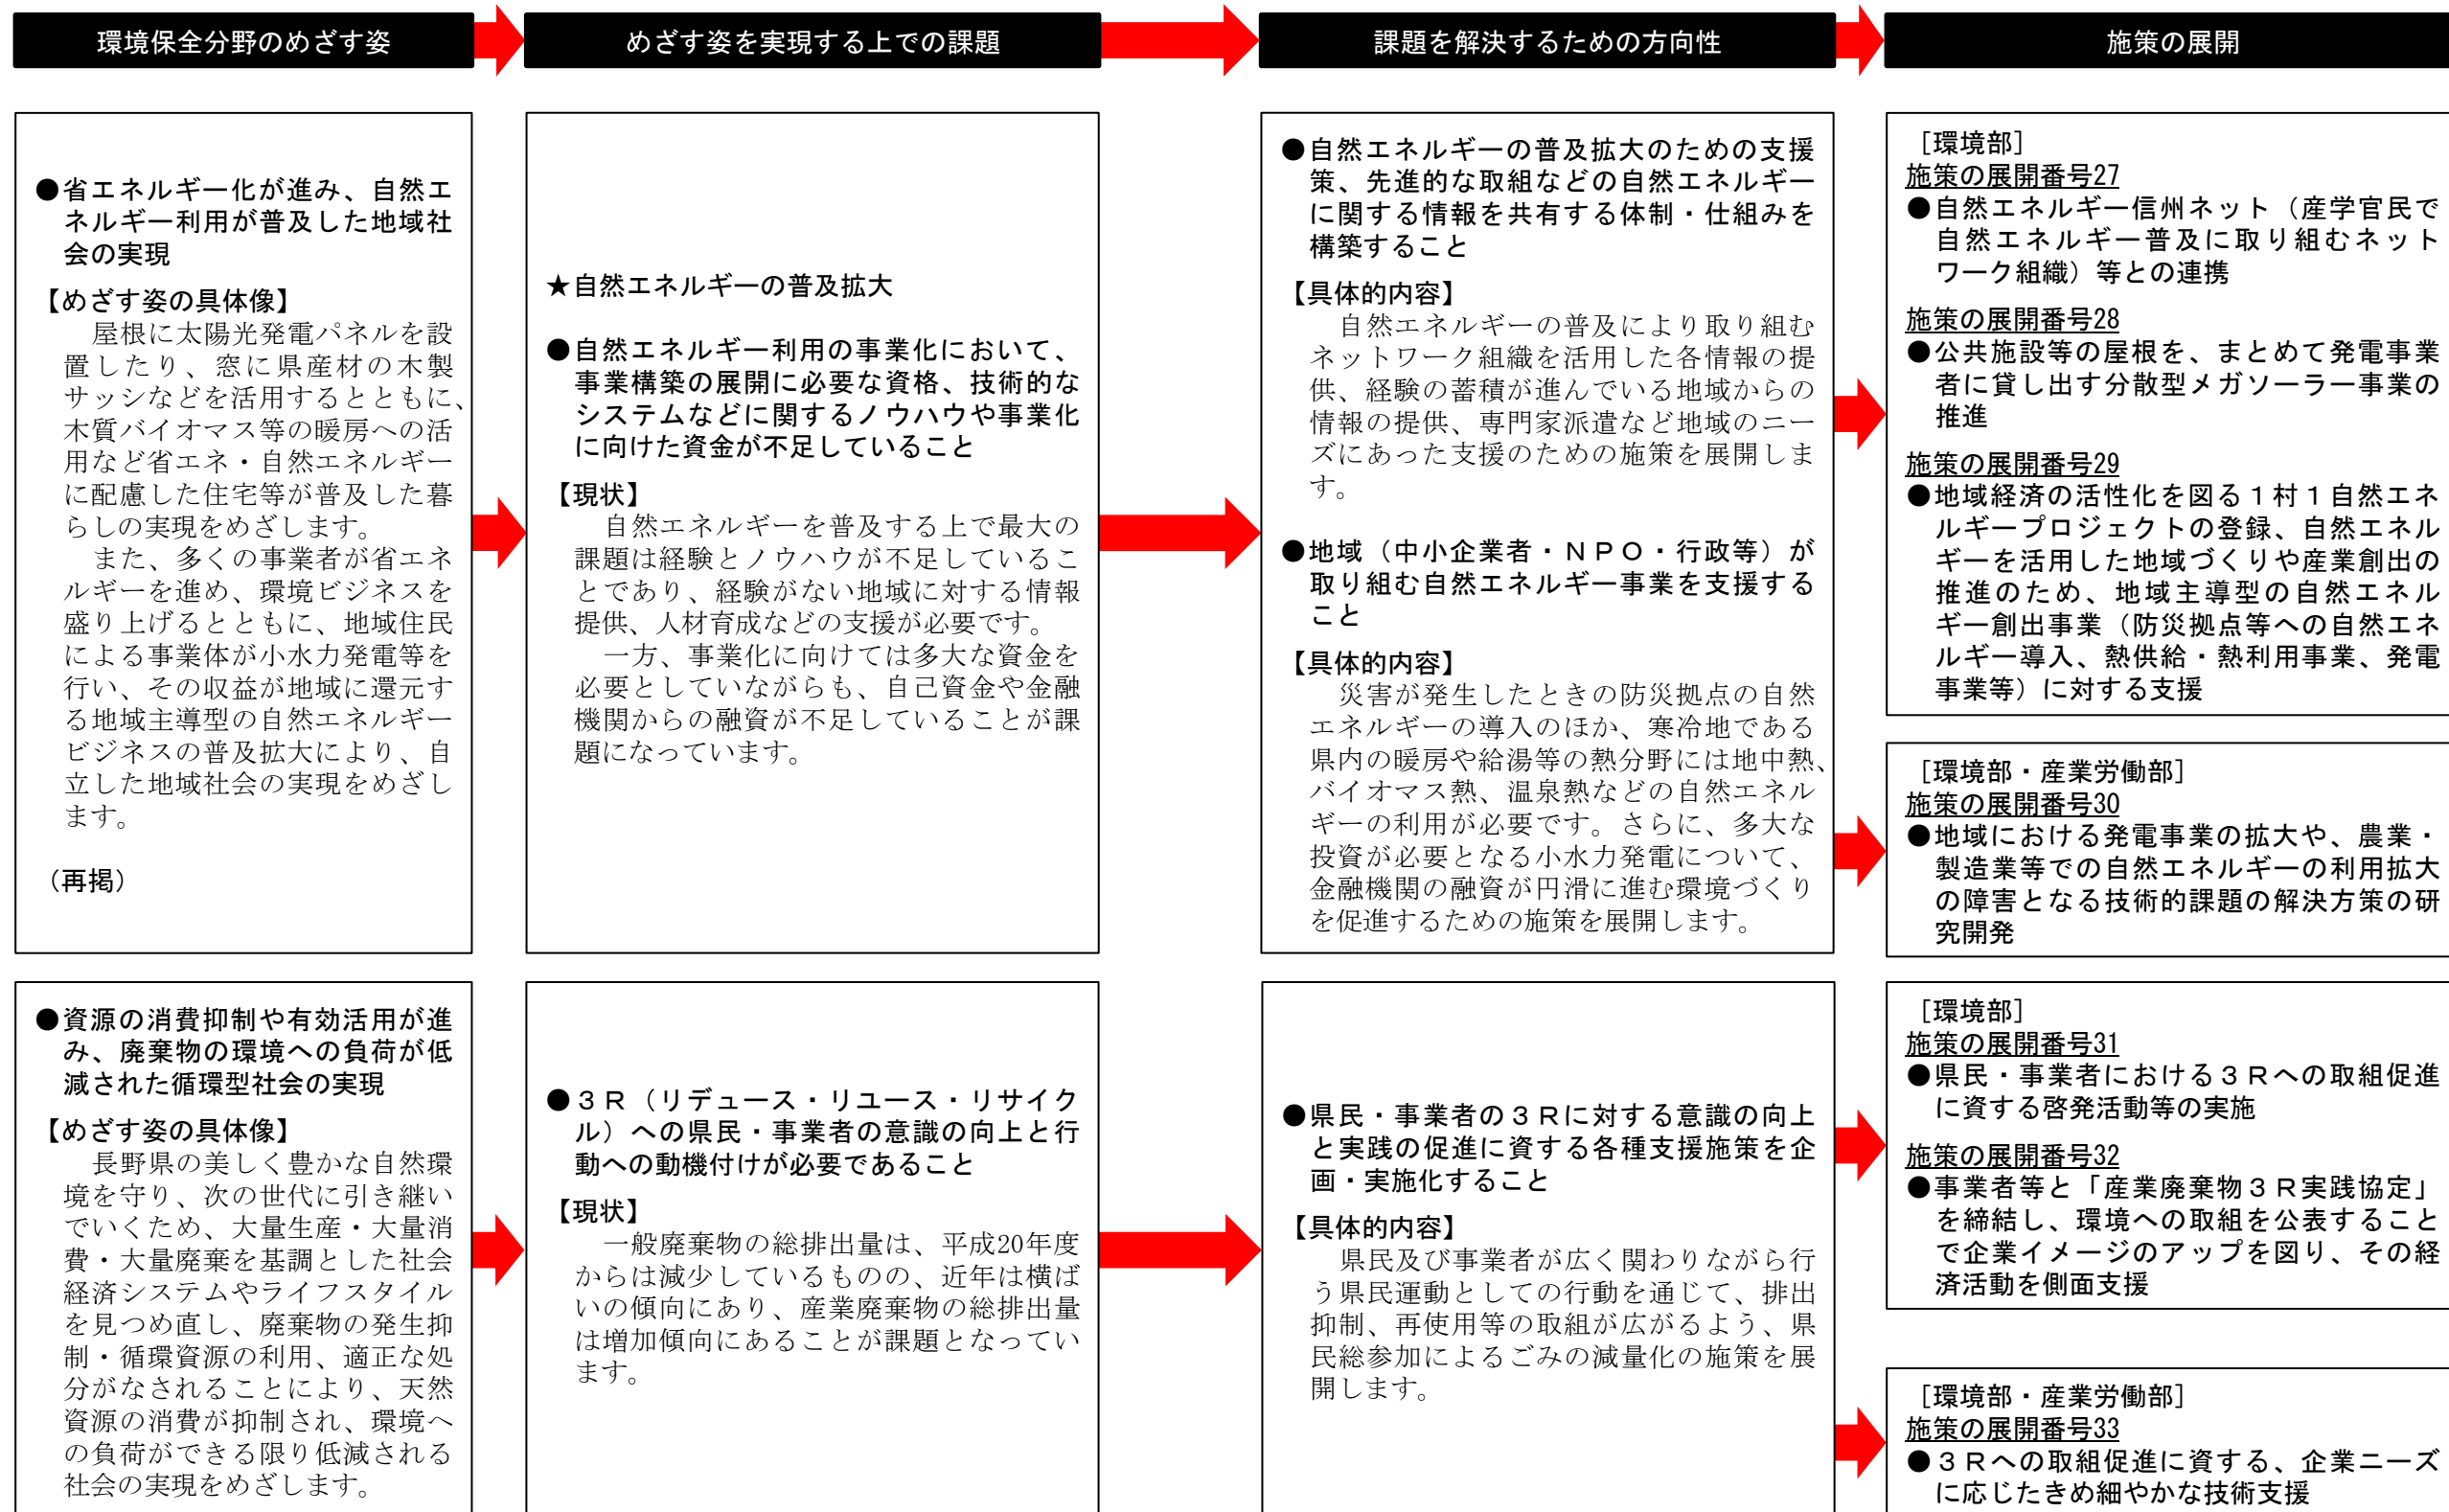 環境保全分野のめざす姿
めざす姿を実現する上での課題
課題を解決するための方向性
施策の展開
●省エネルギー化が進み、自然エ
ネルギー利用が普及した地域社
会の実現
【めざす姿の具体像】
屋根に太陽光発電パネルを設
置したり、窓に県産材の木製
サッシなどを活用するとともに、
木質バイオマス等の暖房への活
用など省エネ・自然エネルギー
に配慮した住宅等が普及した暮
らしの実現をめざします。
また、多くの事業者が省エネ
ルギーを進め、環境ビジネスを
盛り上げるとともに、地域住民
による事業体が小水力発電等を
行い、その収益が地域に還元す
る地域主導型の自然エネルギー
ビジネスの普及拡大により、自
立した地域社会の実現をめざし
ます。
（再掲）
★自然エネルギーの普及拡大
●自然エネルギー利用の事業化において、
事業構築の展開に必要な資格、技術的な
システムなどに関するノウハウや事業化
に向けた資金が不足していること
【現状】
自然エネルギーを普及する上で最大の
課題は経験とノウハウが不足しているこ
とであり、経験がない地域に対する情報
提供、人材育成などの支援が必要です。
一方、事業化に向けては多大な資金を
必要としていながらも、自己資金や金融
機関からの融資が不足していることが課
題になっています。
●自然エネルギーの普及拡大のための支援
策、先進的な取組などの自然エネルギー
に関する情報を共有する体制・仕組みを
構築すること
【具体的内容】
自然エネルギーの普及により取り組む
ネットワーク組織を活用した各情報の提
供、経験の蓄積が進んでいる地域からの
情報の提供、専門家派遣など地域のニー
ズにあった支援のための施策を展開しま
す。
●地域（中小企業者・ＮＰＯ・行政等）が
取り組む自然エネルギー事業を支援する
こと
【具体的内容】
災害が発生したときの防災拠点の自然
エネルギーの導入のほか、寒冷地である
県内の暖房や給湯等の熱分野には地中熱、
バイオマス熱、温泉熱などの自然エネル
ギーの利用が必要です。さらに、多大な
投資が必要となる小水力発電について、
金融機関の融資が円滑に進む環境づくり
を促進するための施策を展開します。
［環境部］
施策の展開番号27
●自然エネルギー信州ネット（産学官民で
自然エネルギー普及に取り組むネット
ワーク組織）等との連携
施策の展開番号28
●公共施設等の屋根を、まとめて発電事業
者に貸し出す分散型メガソーラー事業の
推進
施策の展開番号29
●地域経済の活性化を図る１村１自然エネ
ルギープロジェクトの登録、自然エネル
ギーを活用した地域づくりや産業創出の
推進のため、地域主導型の自然エネル
ギー創出事業（防災拠点等への自然エネ
ルギー導入、熱供給・熱利用事業、発電
事業等）に対する支援
［環境部・産業労働部］
施策の展開番号30
●地域における発電事業の拡大や、農業・
製造業等での自然エネルギーの利用拡大
の障害となる技術的課題の解決方策の研
究開発
●資源の消費抑制や有効活用が進
み、廃棄物の環境への負荷が低
減された循環型社会の実現
【めざす姿の具体像】
長野県の美しく豊かな自然環
境を守り、次の世代に引き継い
でいくため、大量生産・大量消
費・大量廃棄を基調とした社会
経済システムやライフスタイル
を見つめ直し、廃棄物の発生抑
制・循環資源の利用、適正な処
分がなされることにより、天然
資源の消費が抑制され、環境へ
の負荷ができる限り低減される
社会の実現をめざします。
●３Ｒ（リデュース・リユース・リサイク
ル）への県民・事業者の意識の向上と行
動への動機付けが必要であること
【現状】
一般廃棄物の総排出量は、平成20年度
からは減少しているものの、近年は横ば
いの傾向にあり、産業廃棄物の総排出量
は増加傾向にあることが課題となってい
ます。
●県民・事業者の３Ｒに対する意識の向上
と実践の促進に資する各種支援施策を企
画・実施化すること
【具体的内容】
県民及び事業者が広く関わりながら行
う県民運動としての行動を通じて、排出
抑制、再使用等の取組が広がるよう、県
民総参加によるごみの減量化の施策を展
開します。
［環境部］
施策の展開番号31
●県民・事業者における３Ｒへの取組促進
に資する啓発活動等の実施
施策の展開番号32
●事業者等と「産業廃棄物３Ｒ実践協定」
を締結し、環境への取組を公表すること
で企業イメージのアップを図り、その経
済活動を側面支援
［環境部・産業労働部］
施策の展開番号33
●３Ｒへの取組促進に資する、企業ニーズ
に応じたきめ細やかな技術支援